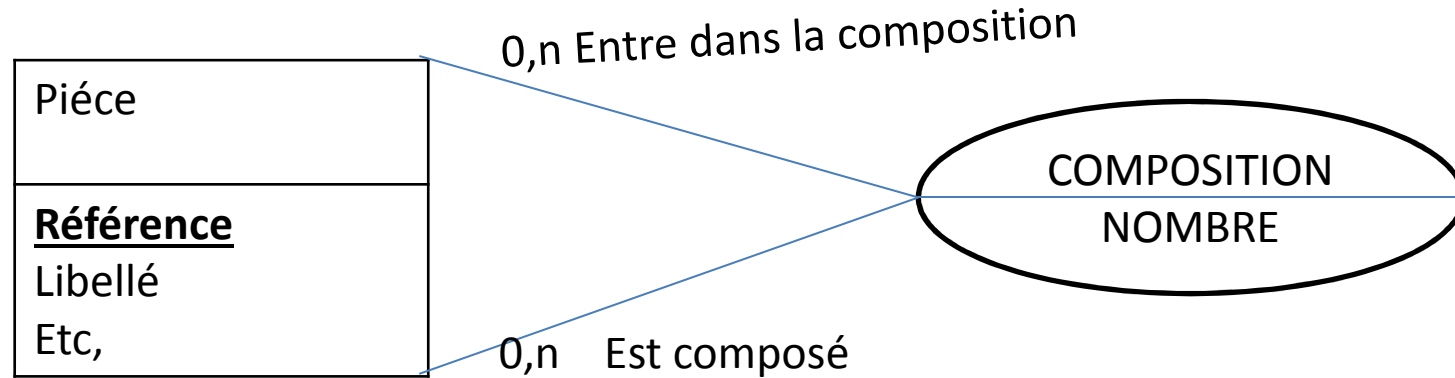 0,n Entre dans la composition
Piéce
COMPOSITION
NOMBRE
Référence
Libellé
Etc,
0,n Est composé